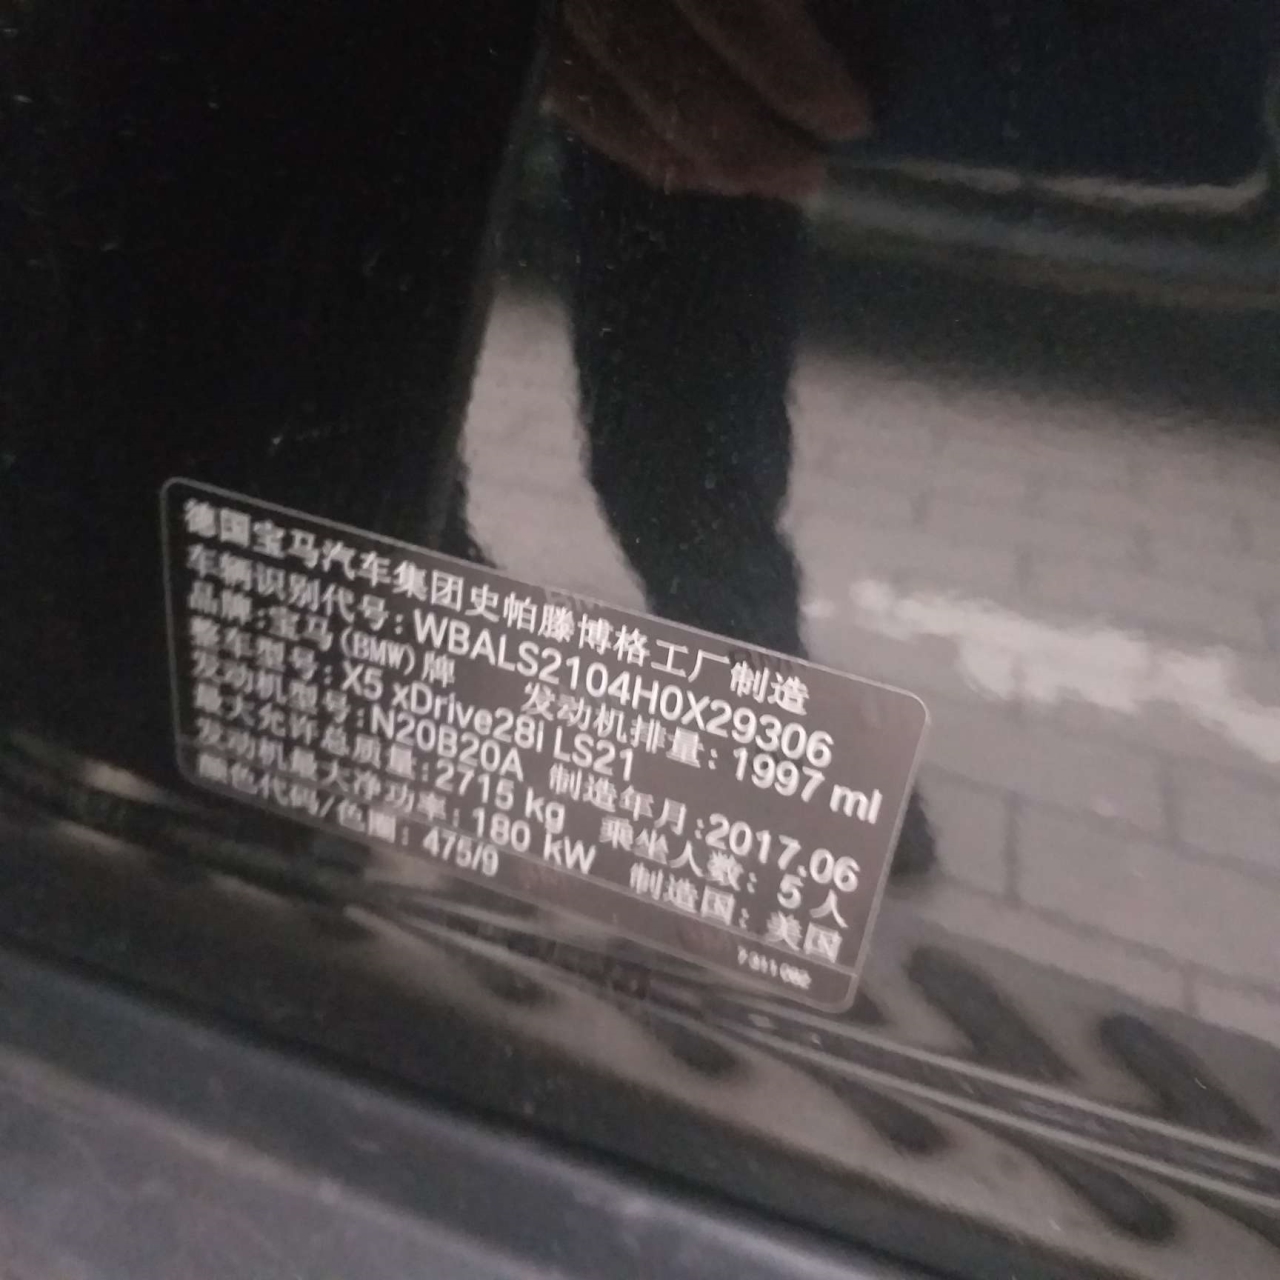 德国宝马汽车集团史帕滕博格工厂制造
车辆识别代号: WBALS2104H0X29306
品牌:宝马(BMW)牌 发动机排量: 1997 ml
整车型号: X5 xDrive28i LS21
发动机型号:N20B20A 制造年月:2017.06
最大允许总质量:2715 kg 乘坐人数: 5 人
发动机最大净功率:180 kW 制造国: 美国
颜色代码/色圈: 475/9